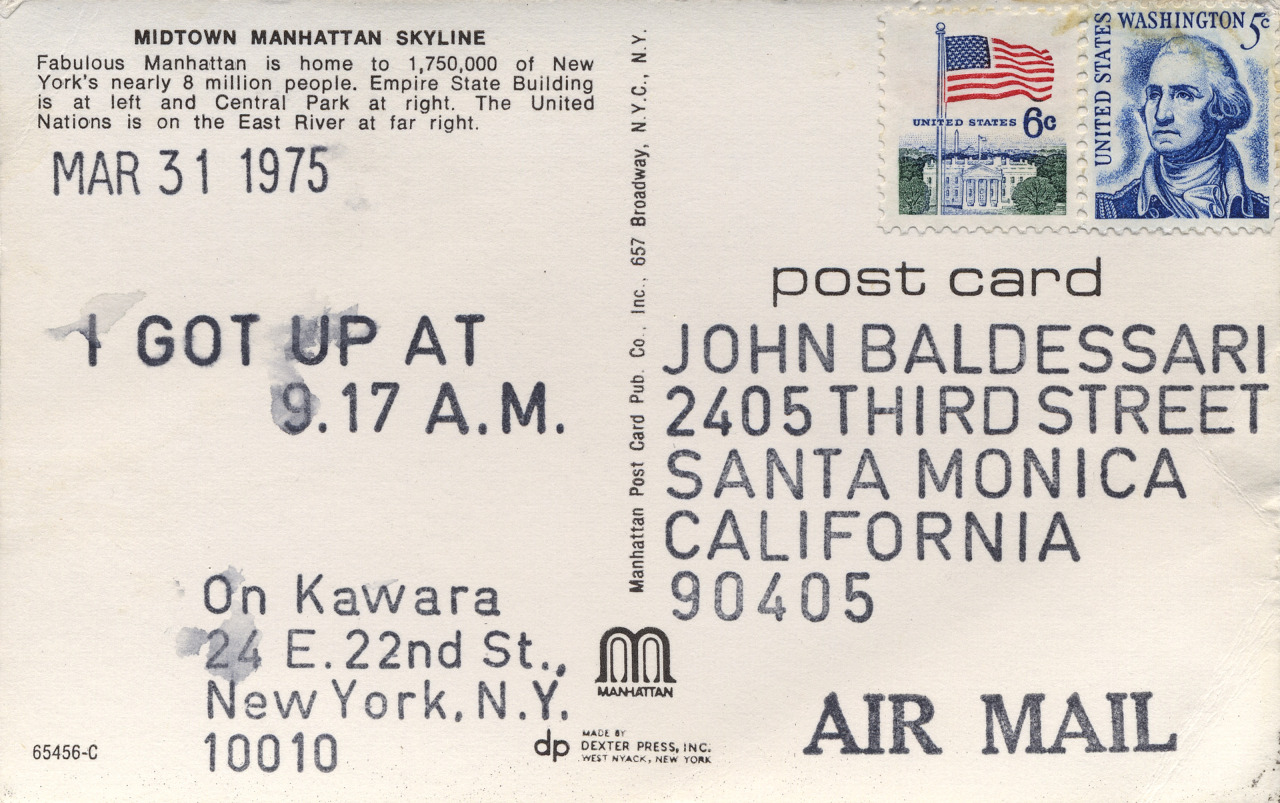 MIDTOWN MANHATTAN SKYLINE
Fabulous Manhattan is home to 1,750,000 of New
York's nearly 8 million people. Empire State Building
is at left and Central Park at right. The United
Nations is on the East River at far right.
MAR 31 1975
I GOT UP AT
9.17 A.M.
On Kawara
24 E. 22nd St.,
New York, N.Y.
10010
65456-C
Manhattan Post Card Pub. Co., Inc., 657 Broadway, N.Y.C., N.Y.
MANHATTAN
dp
MADE BY
DEXTER PRESS, INC.
WEST NYACK, NEW YORK
UNITED STATES 6c
UNITED STATES
WASHINGTON 5c
post card
JOHN BALDESSARI
2405 THIRD STREET
SANTA MONICA
CALIFORNIA
90405
AIR MAIL